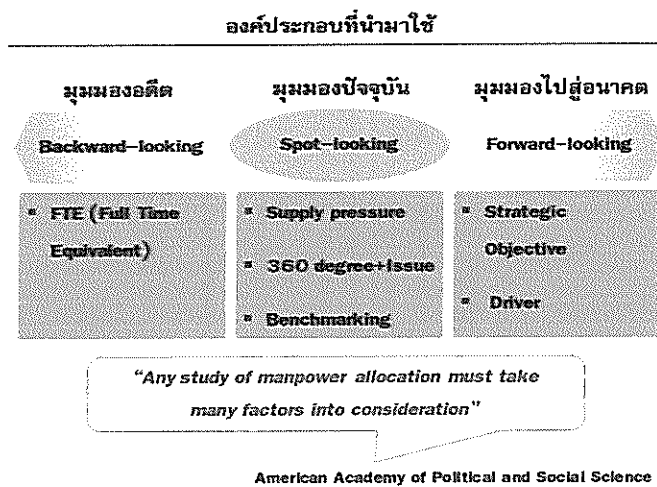 องค์ประกอบที่นำมาใช้
มุมมองอดีต
Backward-looking
▪ FTE (Full Time
Equivalent)
มุมมองปัจจุบัน
Spot-looking
▪ Supply pressure
▪ 360 degree+Issue
▪ Benchmarking
มุมมองไปสู่อนาคต
Forward-looking
▪ Strategic
Objective
▪ Driver
"Any study of manpower allocation must take
many factors into consideration"
American Academy of Political and Social Science